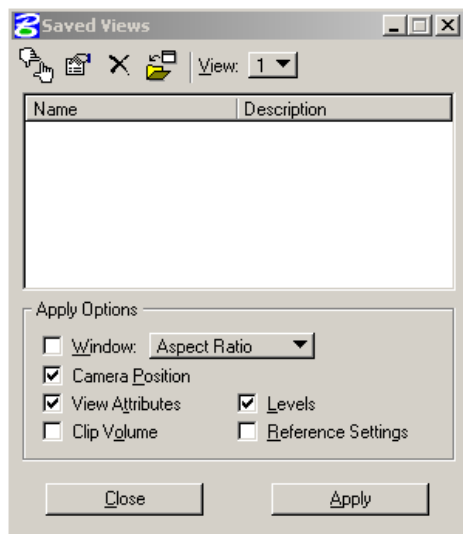 Saved Views
View: 1
Name Description
Apply Options
Window: Aspect Ratio
Camera Position
View Attributes Levels
Clip Volume Reference Settings
Close Apply